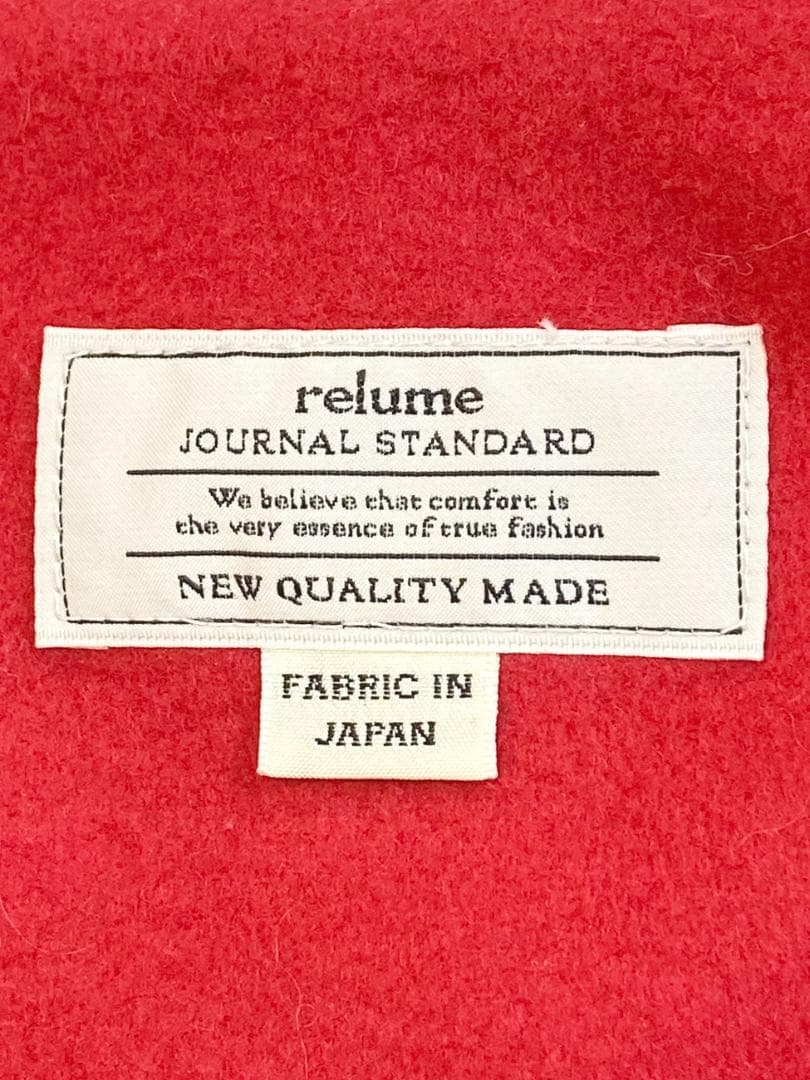 relume
JOURNAL STANDARD
We believe that comfort is
the very essence of true fashion
NEW QUALITY MADE
FABRIC IN
JAPAN